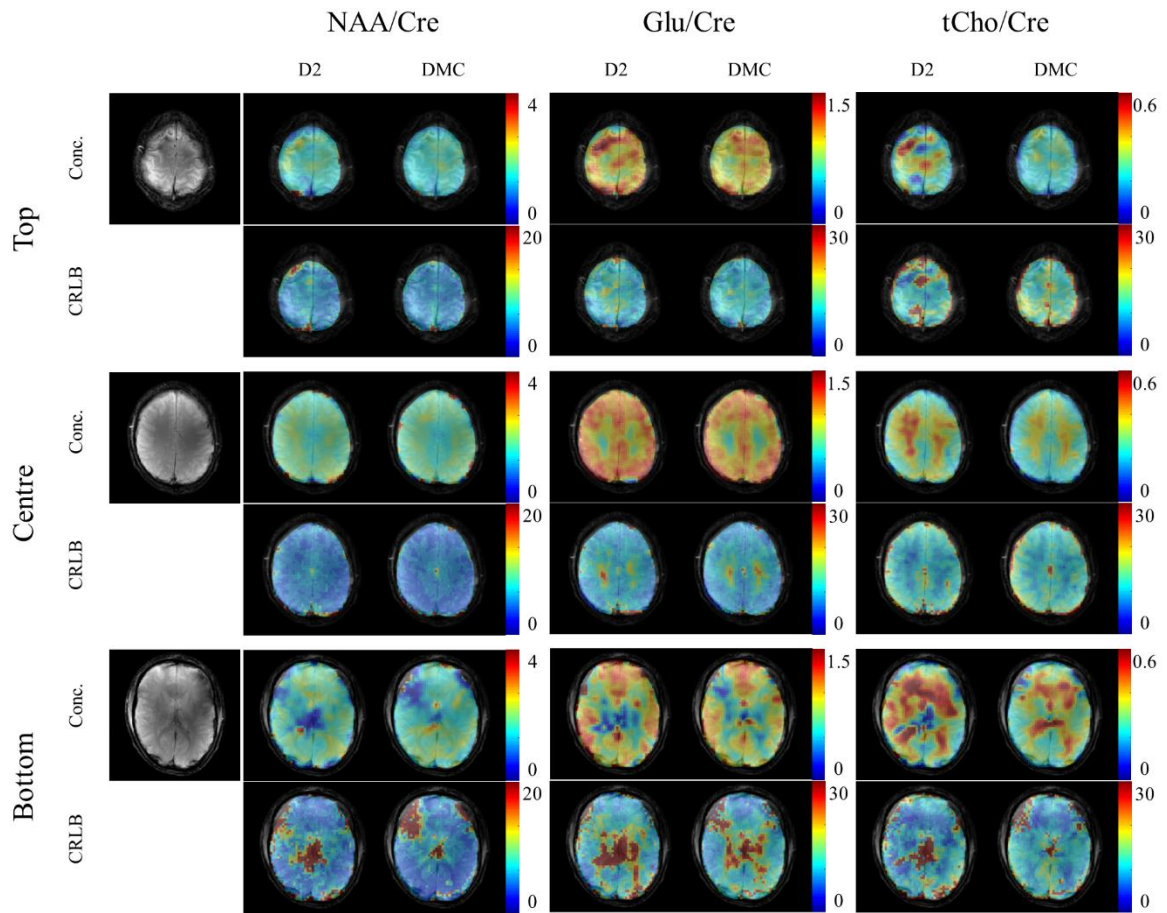 NAA/Cre Glu/Cre tCho/Cre
D2 DMC D2 DMC D2 DMC
Top
Conc.
4 1.5 0.6
0 0 0
CRLB
20 30 30
0 0 0
Centre
Conc.
4 1.5 0.6
0 0 0
CRLB
20 30 30
0 0 0
Bottom
Conc.
4 1.5 0.6
0 0 0
CRLB
20 30 30
0 0 0